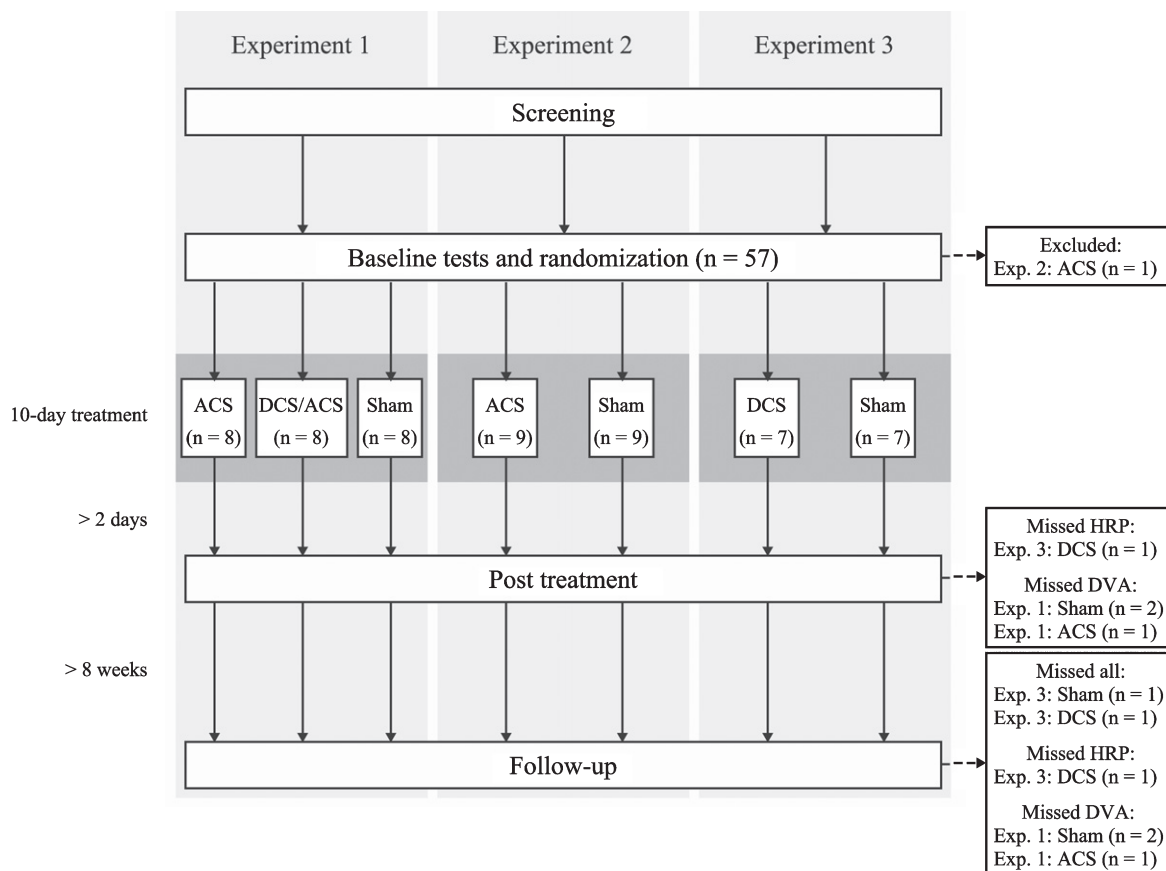 Experiment 1
Experiment 2
Experiment 3
Screening
Baseline tests and randomization (n = 57)
Excluded:
Exp. 2: ACS (n = 1)
10-day treatment
ACS
(n = 8)
DCS/ACS
(n = 8)
Sham
(n = 8)
ACS
(n = 9)
Sham
(n = 9)
DCS
(n = 7)
Sham
(n = 7)
> 2 days
Post treatment
Missed HRP:
Exp. 3: DCS (n = 1)
Missed DVA:
Exp. 1: Sham (n = 2)
Exp. 1: ACS (n = 1)
> 8 weeks
Follow-up
Missed all:
Exp. 3: Sham (n = 1)
Exp. 3: DCS (n = 1)
Missed HRP:
Exp. 3: DCS (n = 1)
Missed DVA:
Exp. 1: Sham (n = 2)
Exp. 1: ACS (n = 1)